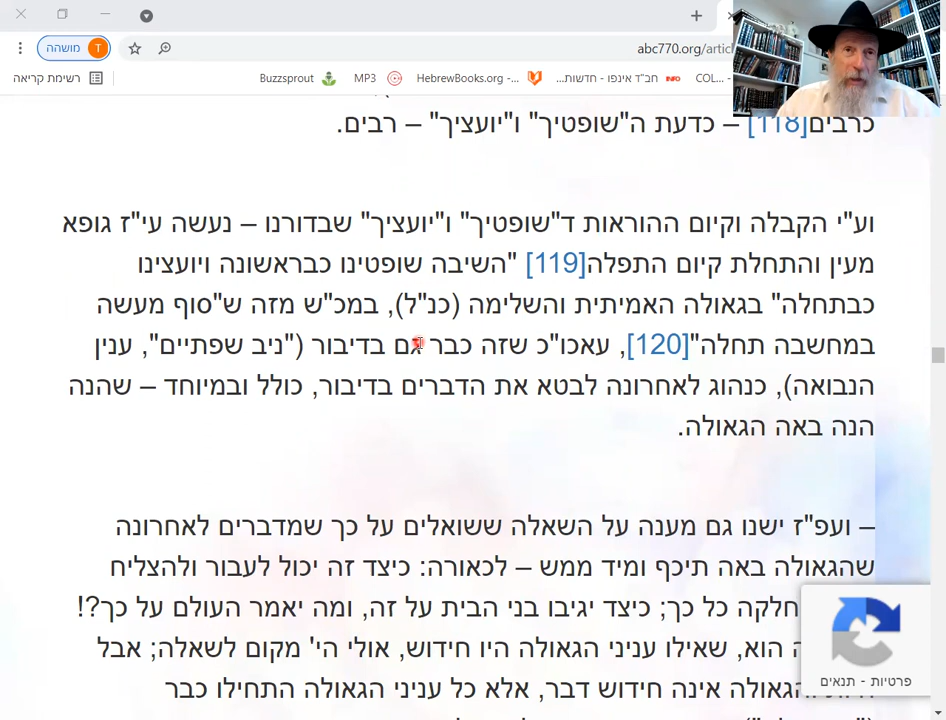 מושהה
abc770.org/artic
רשימת קריאה
Buzzsprout
MP3
HebrewBooks.org -...
חב"ד אינפו - חדשות...
COL... -
כרבים[118] – כדעת ה"שופטיך" ו"יועציך" – רבים.
וע"י הקבלה וקיום ההוראות ד"שופטיך" ו"יועציך" שבדורנו – נעשה עי"ז גופא
מעין והתחלת קיום התפלה[119] "השיבה שופטינו כבראשונה ויועצינו
כבתחלה" בגאולה האמיתית והשלימה (כנ"ל), במכ"ש מזה ש"סוף מעשה
במחשבה תחלה"[120], עאכו"כ שזה כבר גם בדיבור ("ניב שפתיים", ענין
הנבואה), כנהוג לאחרונה לבטא את הדברים בדיבור, כולל ובמיוחד – שהנה
הנה באה הגאולה.
– ועפ"ז ישנו גם מענה על השאלה ששואלים על כך שמדברים לאחרונה
שהגאולה באה תיכף ומיד ממש – לכאורה: כיצד זה יכול לעבור ולהצליח
חלקה כל כך; כיצד יגיבו בני הבית על זה, ומה יאמר העולם על כך?!
הוא, שאילו עניני הגאולה היו חידוש, אולי הי' מקום לשאלה; אבל
הגאולה אינה חידוש דבר, אלא כל עניני הגאולה התחילו כבר
פרטיות - תנאים